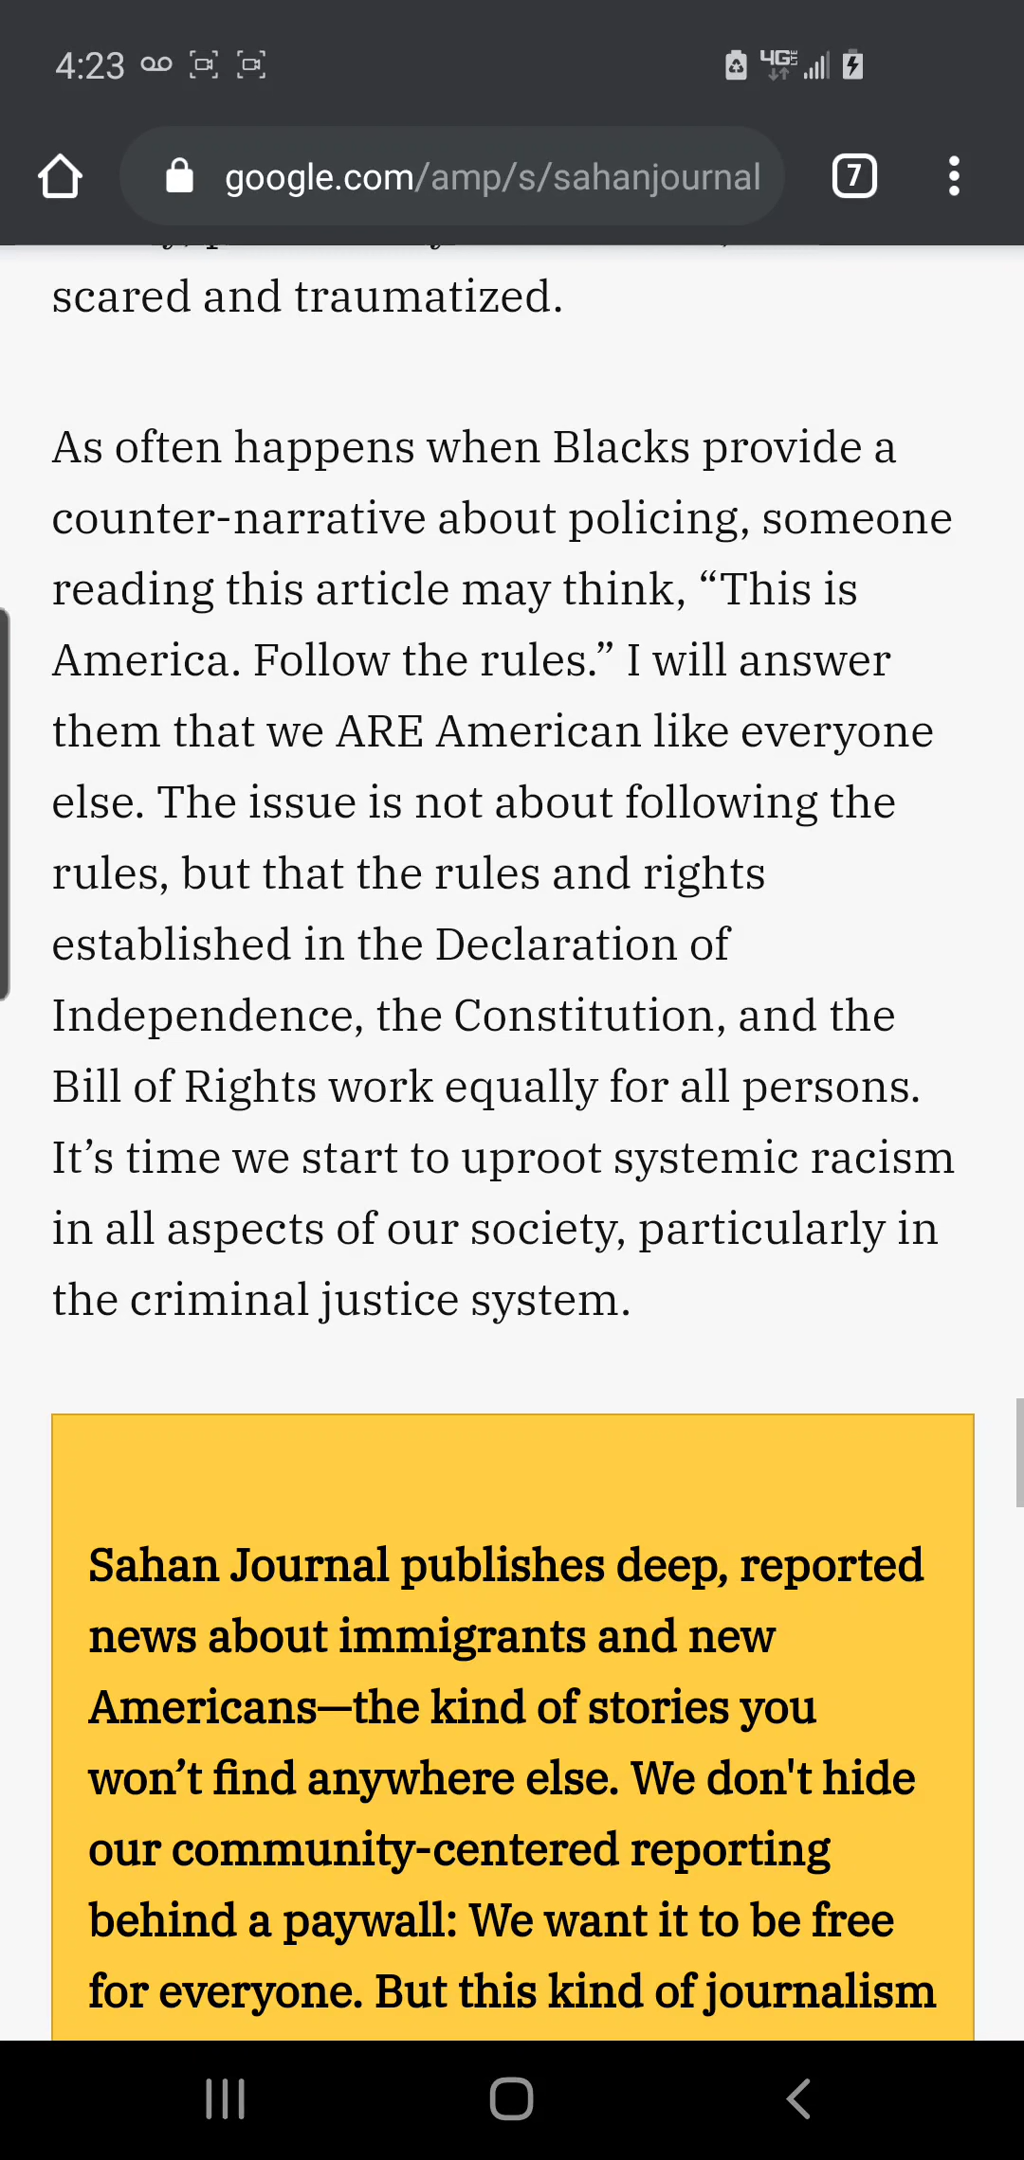 4:23
4G LTE
google.com/amp/s/sahanjournal
7
scared and traumatized.
As often happens when Blacks provide a
counter-narrative about policing, someone
reading this article may think, “This is
America. Follow the rules.” I will answer
them that we ARE American like everyone
else. The issue is not about following the
rules, but that the rules and rights
established in the Declaration of
Independence, the Constitution, and the
Bill of Rights work equally for all persons.
It’s time we start to uproot systemic racism
in all aspects of our society, particularly in
the criminal justice system.
Sahan Journal publishes deep, reported
news about immigrants and new
Americans—the kind of stories you
won’t find anywhere else. We don't hide
our community-centered reporting
behind a paywall: We want it to be free
for everyone. But this kind of journalism